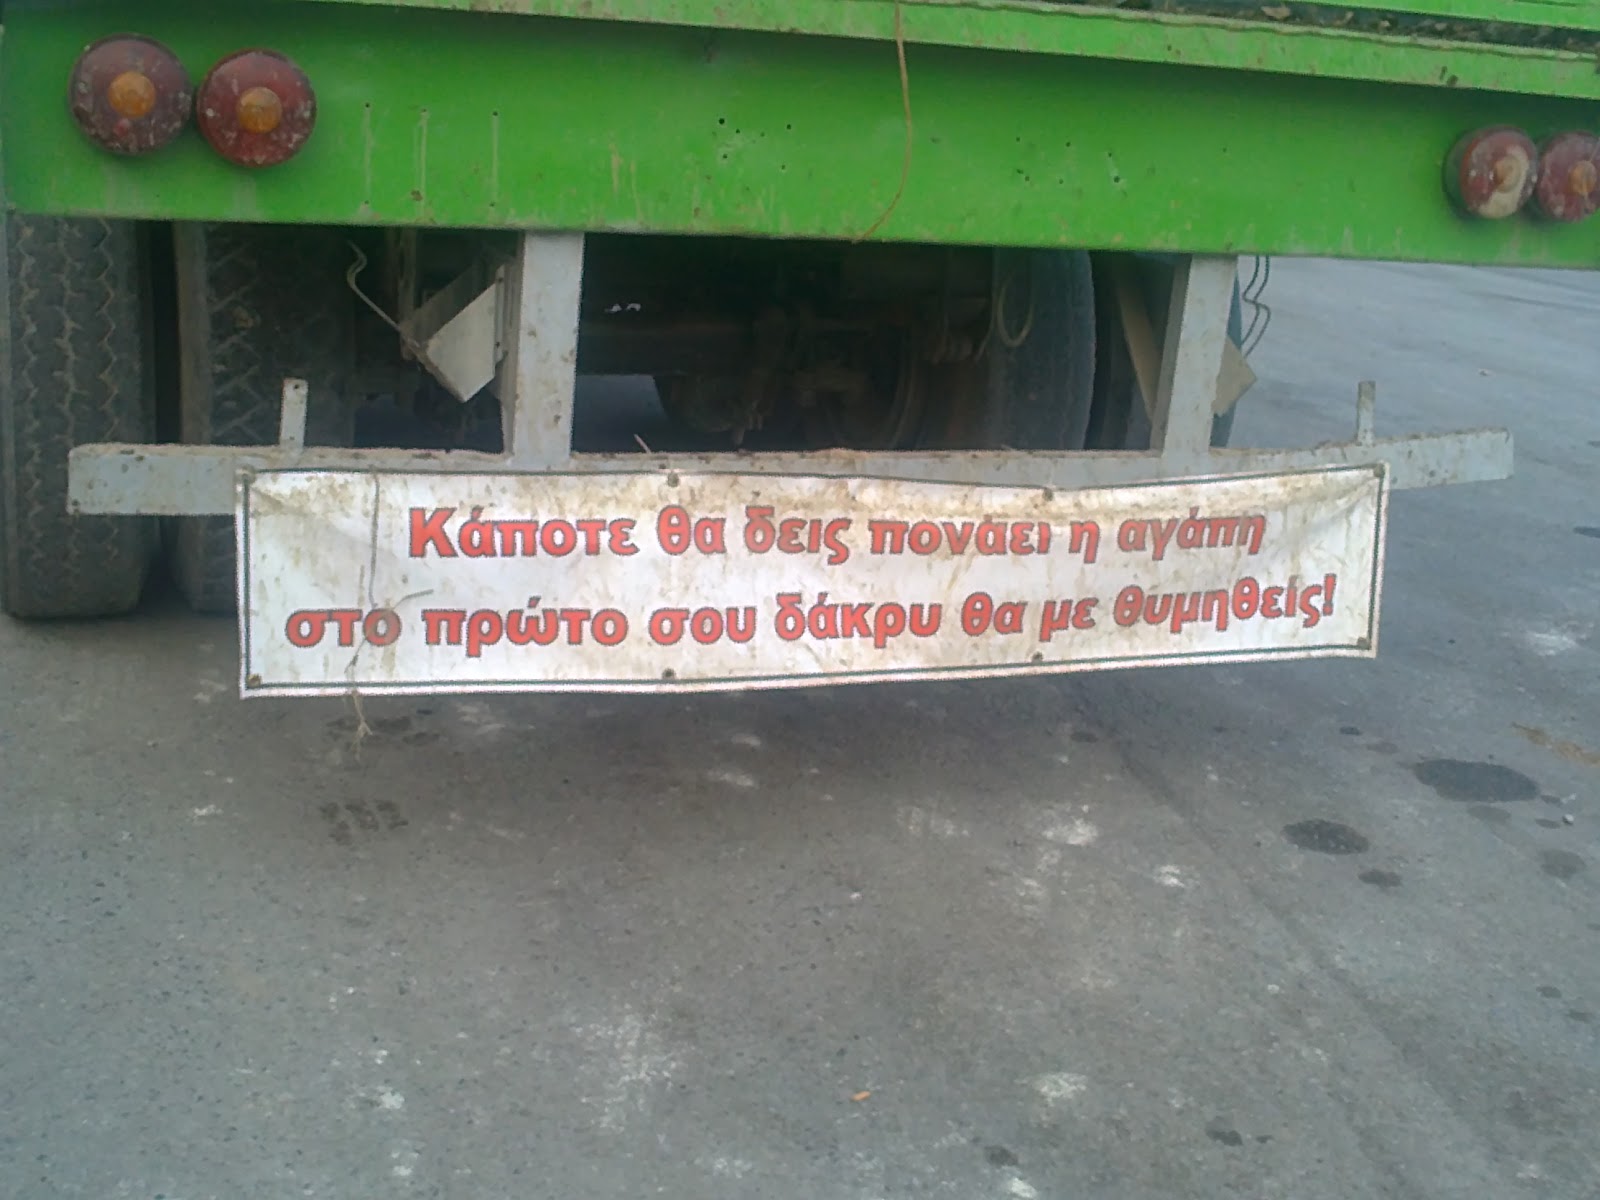 Κάποτε θα δεις πονάει η αγάπη
στο πρώτο σου δάκρυ θα με θυμηθείς!